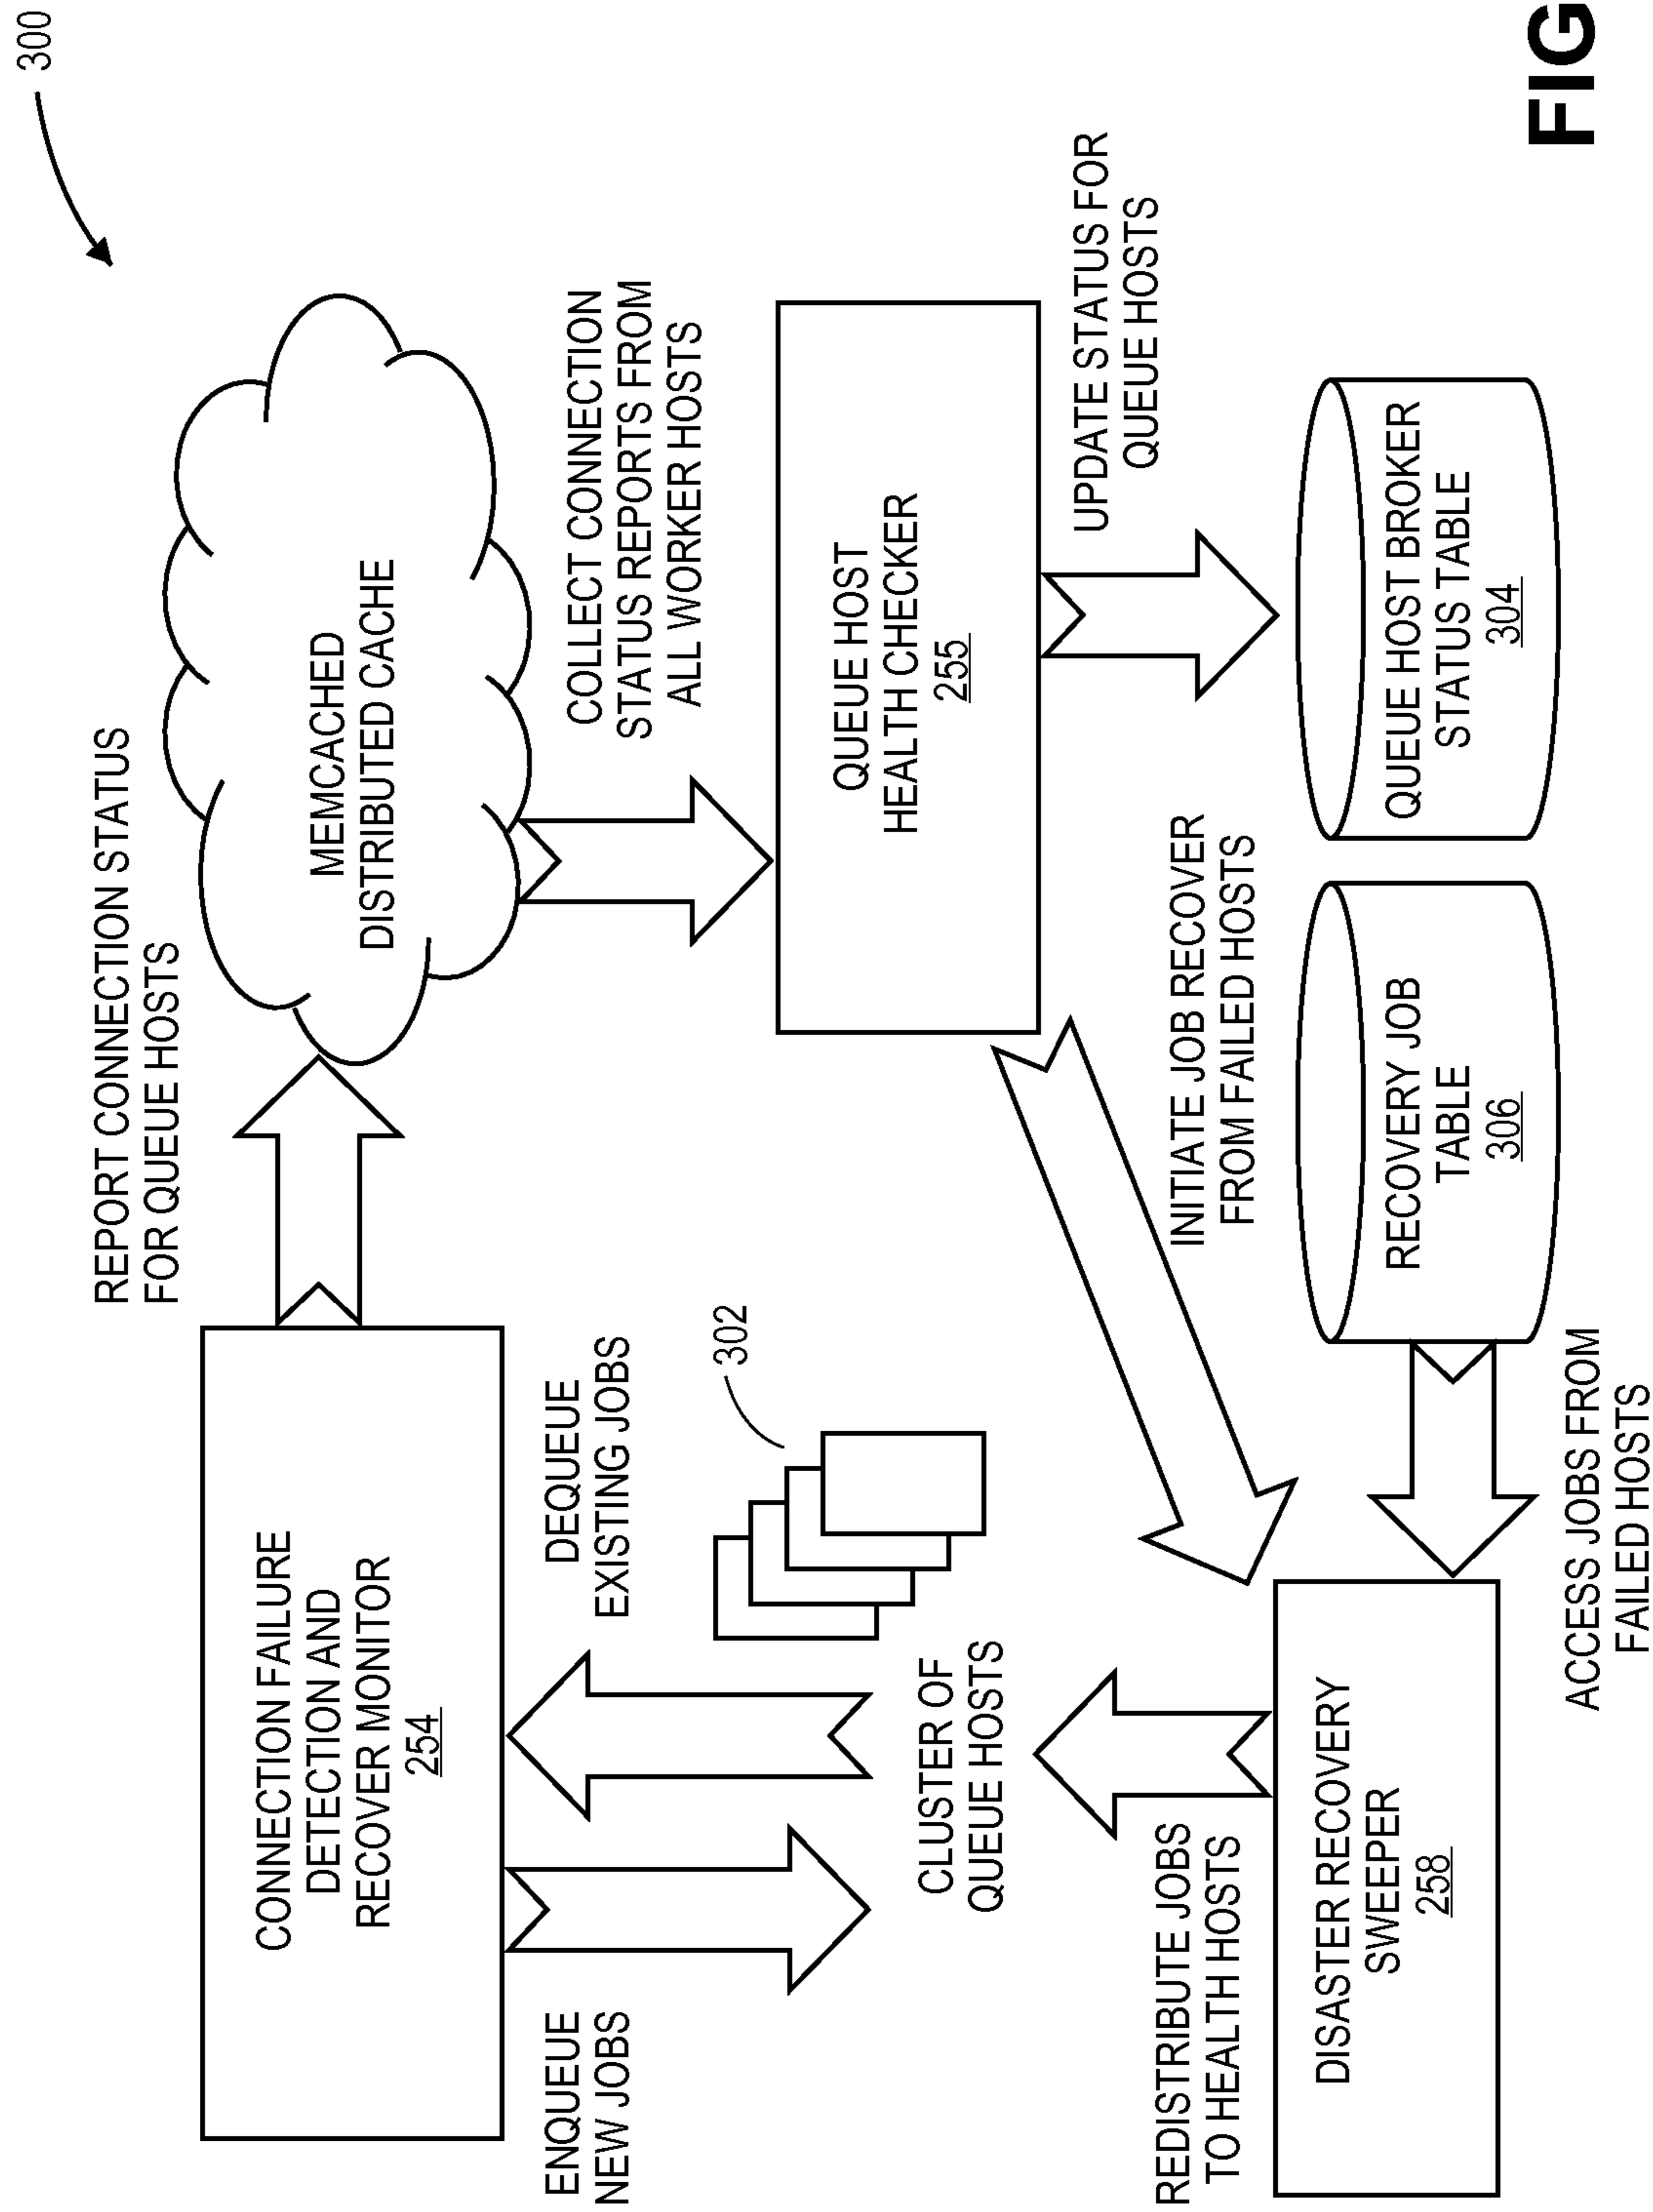 300
REPORT CONNECTION STATUS
FOR QUEUE HOSTS
CONNECTION FAILURE
DETECTION AND
RECOVER MONITOR
254
MEMCACHED
DISTRIBUTED CACHE
ENQUEUE
NEW JOBS
DEQUEUE
EXISTING JOBS
302
COLLECT CONNECTION
STATUS REPORTS FROM
ALL WORKER HOSTS
CLUSTER OF
QUEUE HOSTS
QUEUE HOST
HEALTH CHECKER
255
REDISTRIBUTE JOBS
TO HEALTH HOSTS
INITIATE JOB RECOVER
FROM FAILED HOSTS
UPDATE STATUS FOR
QUEUE HOSTS
DISASTER RECOVERY
SWEEPER
258
RECOVERY JOB
TABLE
306
QUEUE HOST BROKER
STATUS TABLE
304
ACCESS JOBS FROM
FAILED HOSTS
FIG